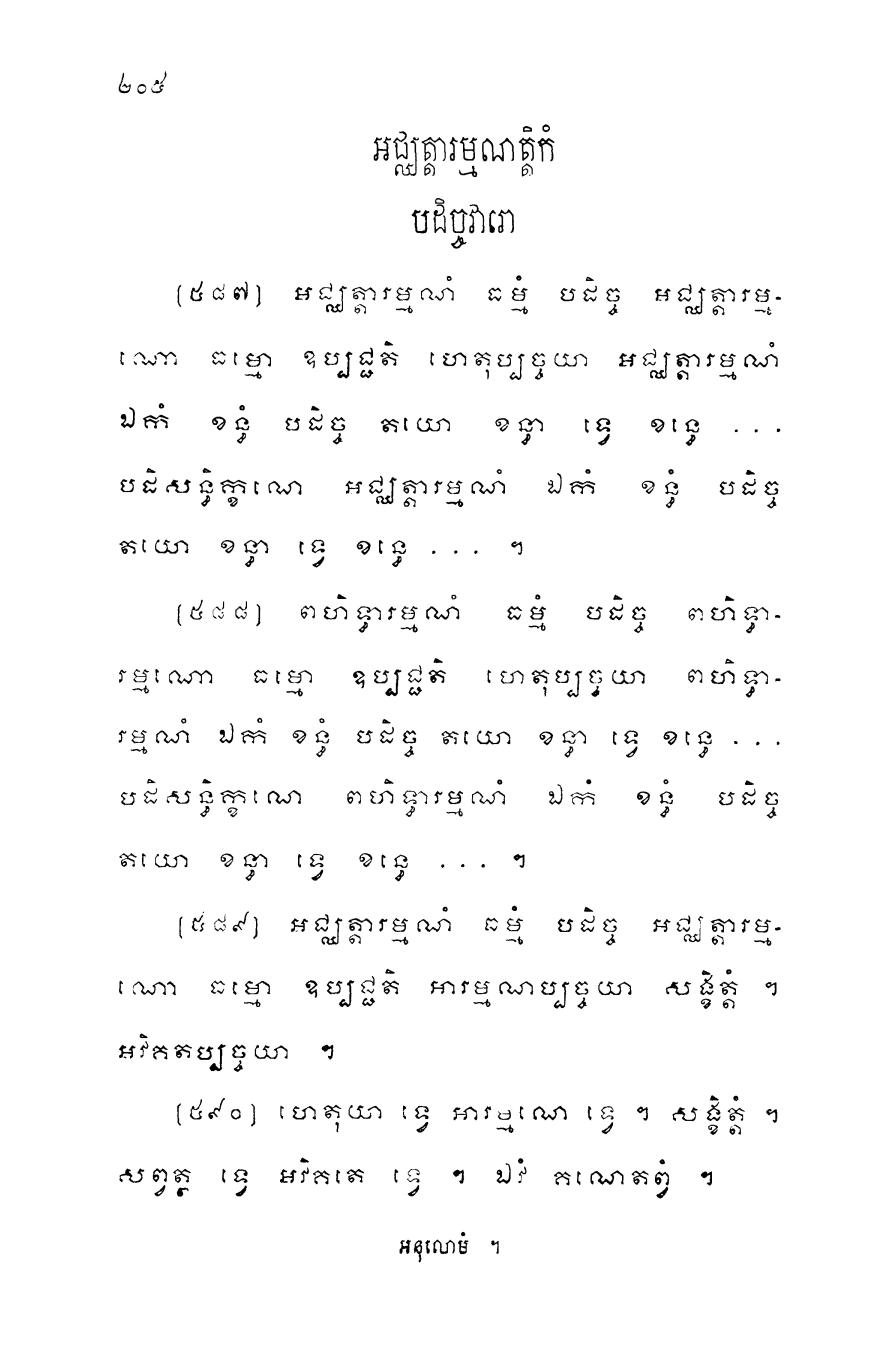 ២០៥
អជ្ឈត្តារម្មណត្តិកំ
បដិច្ចវារោ
[៥៨៧] អជ្ឈត្តារម្មណំ ធម្មំ បដិច្ច អជ្ឈត្តារម្ម-
ណោ ធម្មោ ឧប្បជ្ជតិ ហេតុប្បច្ចយា អជ្ឈត្តារម្មណំ
ឯកំ ខន្ធំ បដិច្ច តយោ ខន្ធា ទ្វេ ខន្ធេ ...
បដិសន្ធិក្ខណេ អជ្ឈត្តារម្មណំ ឯកំ ខន្ធំ បដិច្ច
តយោ ខន្ធា ទ្វេ ខន្ធេ ... ។
[៥៨៨] ពហិទ្ធារម្មណំ ធម្មំ បដិច្ច ពហិទ្ធា-
រម្មណោ ធម្មោ ឧប្បជ្ជតិ ហេតុប្បច្ចយា ពហិទ្ធា-
រម្មណំ ឯកំ ខន្ធំ បដិច្ច តយោ ខន្ធា ទ្វេ ខន្ធេ ...
បដិសន្ធិក្ខណេ ពហិទ្ធារម្មណំ ឯកំ ខន្ធំ បដិច្ច
តយោ ខន្ធា ទ្វេ ខន្ធេ ... ។
[៥៨៩] អជ្ឈត្តារម្មណំ ធម្មំ បដិច្ច អជ្ឈត្តារម្ម-
ណោ ធម្មោ ឧប្បជ្ជតិ អារម្មណប្បច្ចយា សង្ខិត្តំ ។
អវិគតប្បច្ចយា ។
[៥៩០] ហេតុយា ទ្វេ អារម្មណេ ទ្វេ ។ សង្ខិត្តំ ។
សព្វត្ថ ទ្វេ អវិគតេ ទ្វេ ។ ឯវំ គណេតព្វំ ។
អនុលោមំ ។